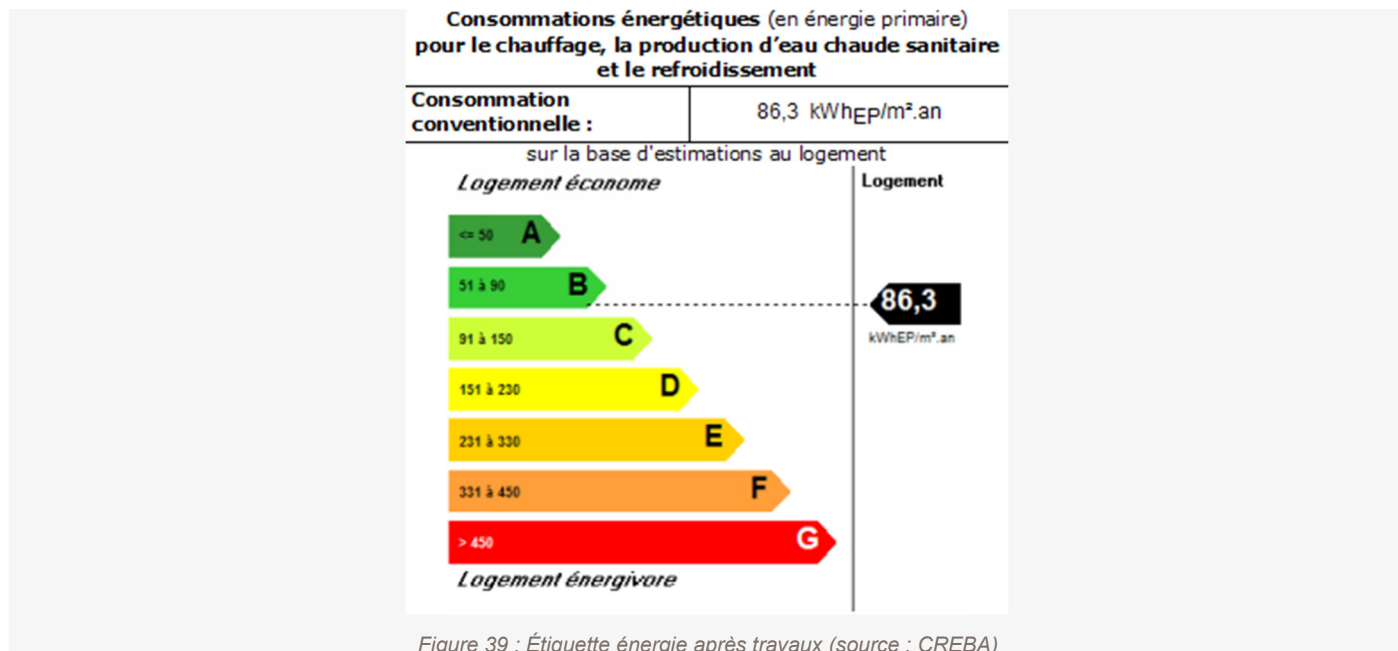 Consommations énergétiques (en énergie primaire)
pour le chauffage, la production d'eau chaude sanitaire
et le refroidissement
Consommation
conventionnelle :
86,3 kWhEP/m².an
sur la base d'estimations au logement
Logement économe
Logement
<= 50 A
51 à 90 B
86,3
kWhEP/m².an
91 à 150 C
151 à 230 D
231 à 330 E
331 à 450 F
> 450 G
Logement énergivore
Figure 39 : Étiquette énergie après travaux (source : CREBA)